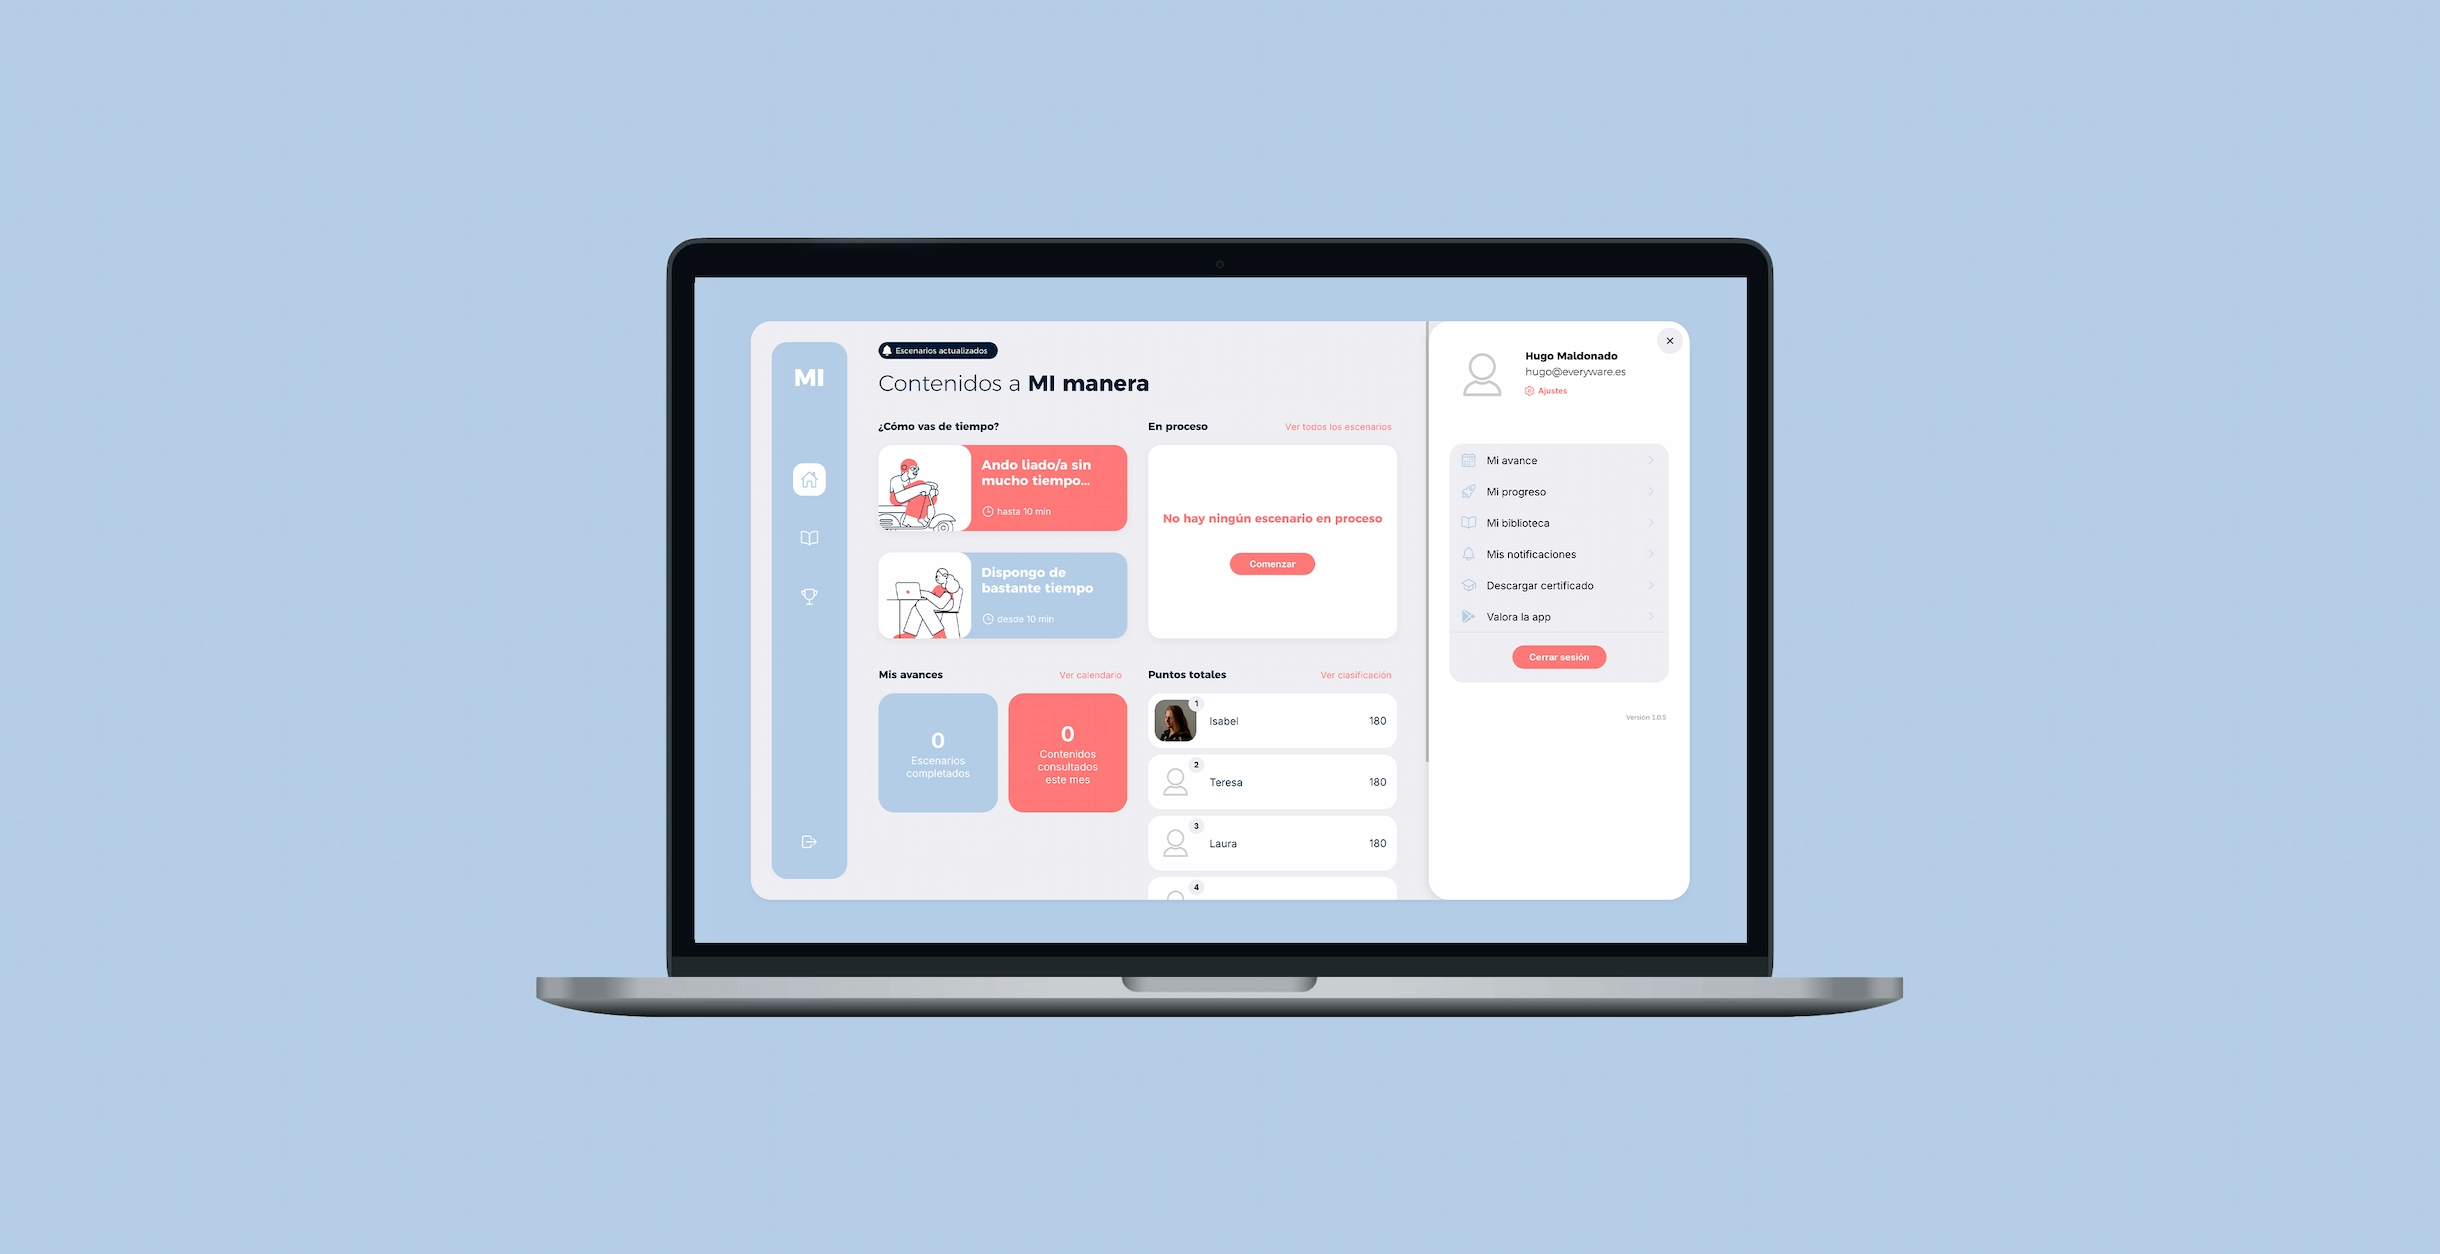 MI
Escenarios actualizados
Contenidos a MI manera
¿Cómo vas de tiempo?
Ando liado/a sin
mucho tiempo...
hasta 10 min
Dispongo de
bastante tiempo
desde 10 min
En proceso
Ver todos los escenarios
No hay ningún escenario en proceso
Comenzar
Mis avances
Ver calendario
0
Escenarios
completados
0
Contenidos
consultados
este mes
Puntos totales
Ver clasificación
1
Isabel
180
2
Teresa
180
3
Laura
180
4
Hugo Maldonado
hugo@everyware.es
Ajustes
Mi avance
Mi progreso
Mi biblioteca
Mis notificaciones
Descargar certificado
Valora la app
Cerrar sesión
Versión 1.0.5